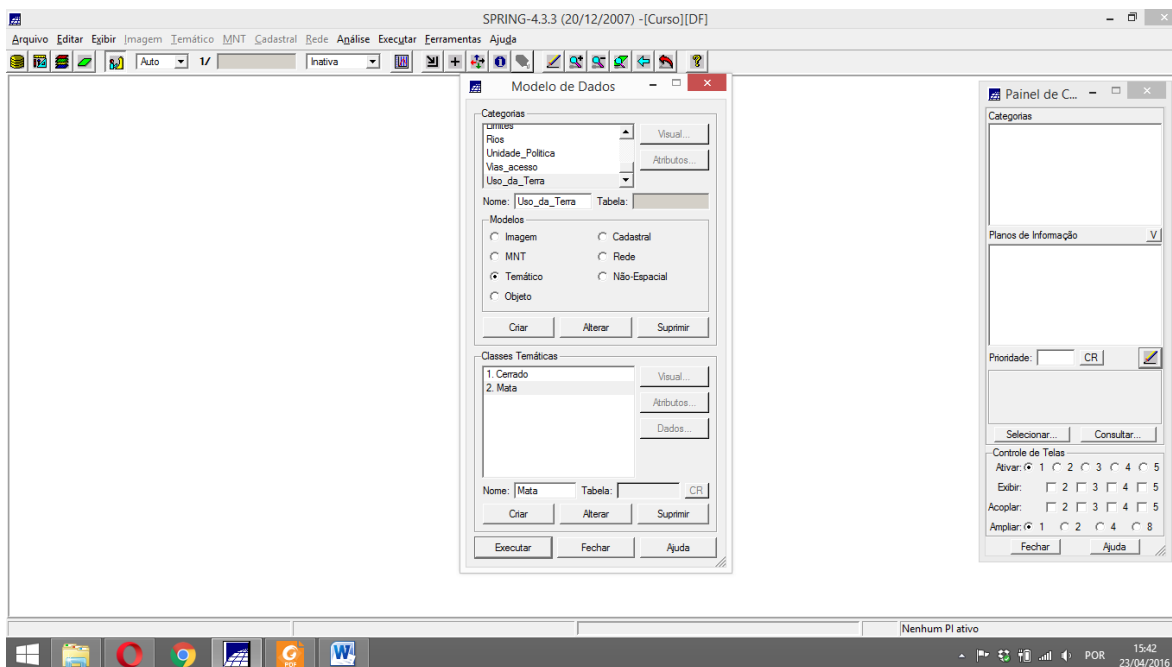 SPRING-4.3.3 (20/12/2007) -[Curso][DF]
Arquivo Editar Exibir Imagem Temático MNT Cadastral Rede Análise Executar Ferramentas Ajuda
Auto 1/ Inativa
Modelo de Dados
Categorias
Limites
Rios
Unidade_Politica
Vias_acesso
Uso_da_Terra
Visual...
Atributos...
Nome: Uso_da_Terra Tabela:
Modelos
Imagem Cadastral
MNT Rede
Temático Não-Espacial
Objeto
Criar Alterar Suprimir
Classes Temáticas
1. Cerrado
2. Mata
Visual...
Atributos...
Dados...
Nome: Mata Tabela: CR
Criar Alterar Suprimir
Executar Fechar Ajuda
Painel de C...
Categorias
Planos de Informação V
Prioridade: CR
Selecionar... Consultar...
Controle de Telas
Ativar: 1 2 3 4 5
Exibir: 2 3 4 5
Acoplar: 2 3 4 5
Ampliar: 1 2 4 8
Fechar Ajuda
Nenhum PI ativo
PDF
W
POR
15:42
23/04/2016